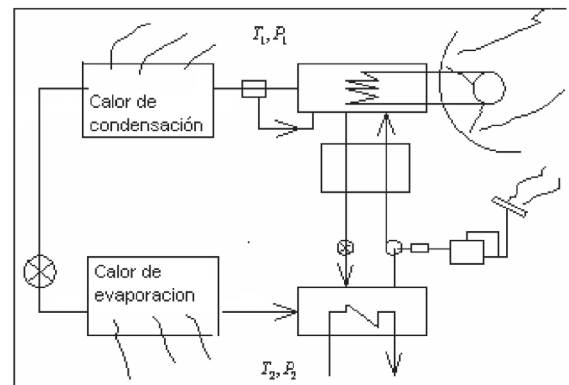 T₁, P₁
Calor de
condensación
Calor de
evaporacion
T₂, P₂